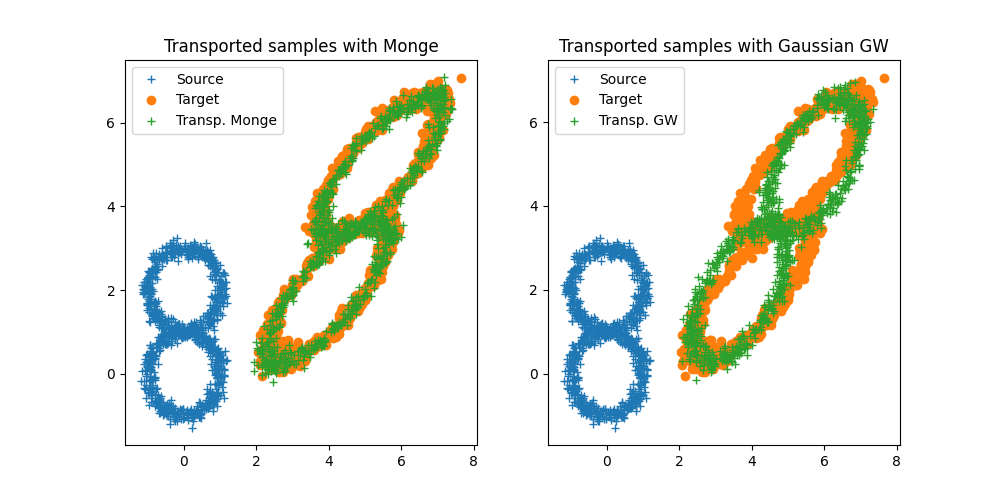 Transported samples with Monge
Source
Target
Transp. Monge
6
4
2
0
0
2
4
6
8
Transported samples with Gaussian GW
Source
Target
Transp. GW
6
4
2
0
0
2
4
6
8